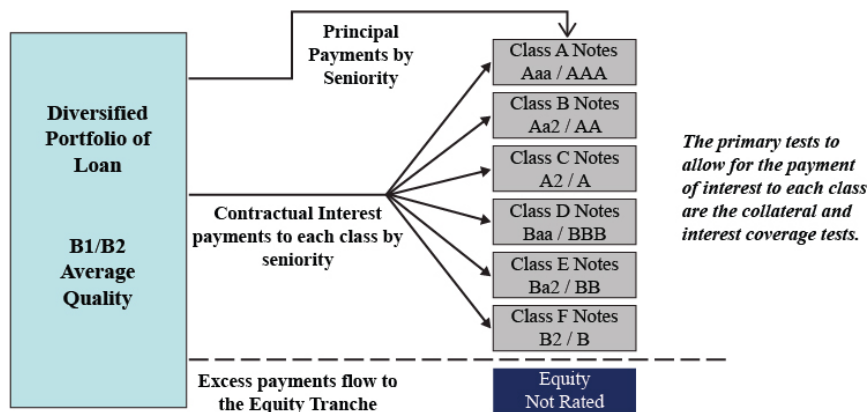 Diversified
Portfolio of
Loan
B1/B2
Average
Quality
Principal
Payments by
Seniority
Contractual Interest
payments to each class by
seniority
Excess payments flow to
the Equity Tranche
Class A Notes
Aaa / AAA
Class B Notes
Aa2 / AA
Class C Notes
A2 / A
Class D Notes
Baa / BBB
Class E Notes
Ba2 / BB
Class F Notes
B2 / B
Equity
Not Rated
The primary tests to
allow for the payment
of interest to each class
are the collateral and
interest coverage tests.